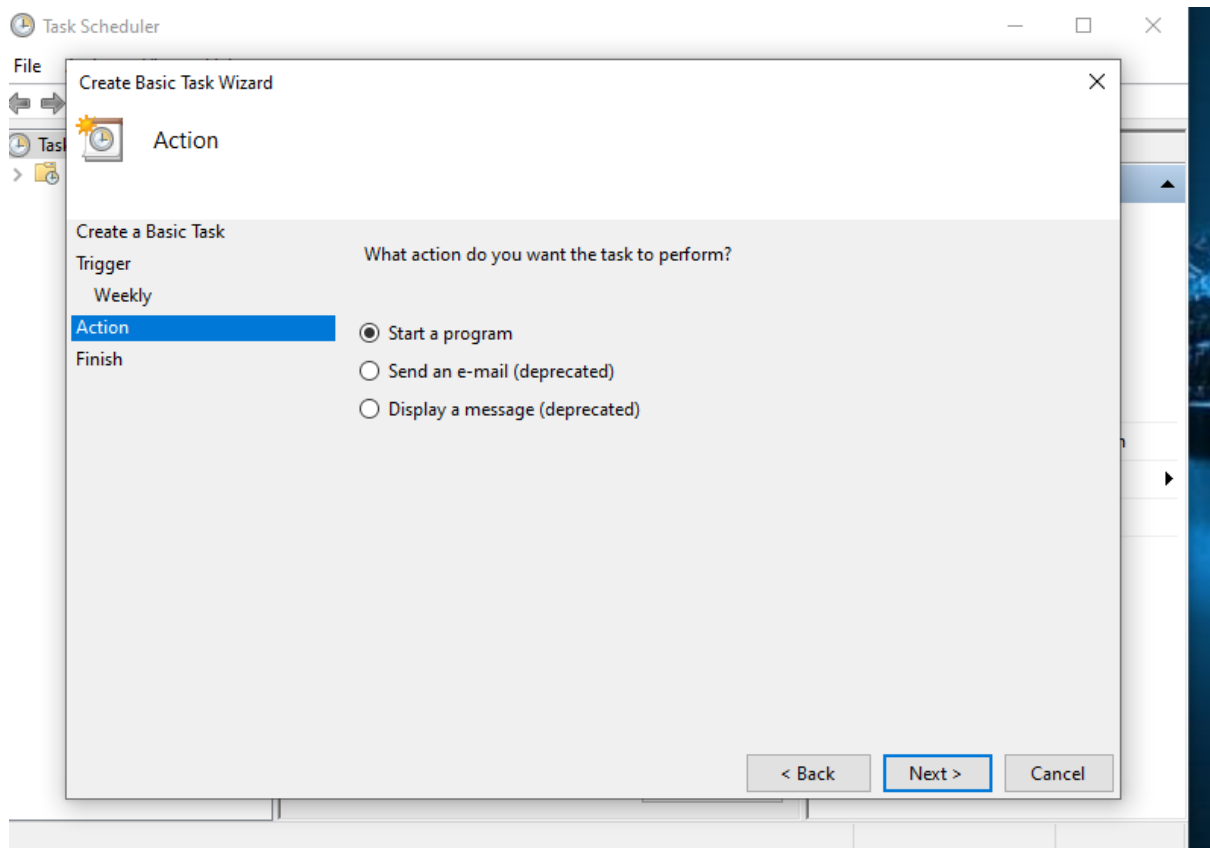 Task Scheduler
File
Create Basic Task Wizard
Action
Create a Basic Task
Trigger
Weekly
Action
Finish
What action do you want the task to perform?
Start a program
Send an e-mail (deprecated)
Display a message (deprecated)
< Back
Next >
Cancel